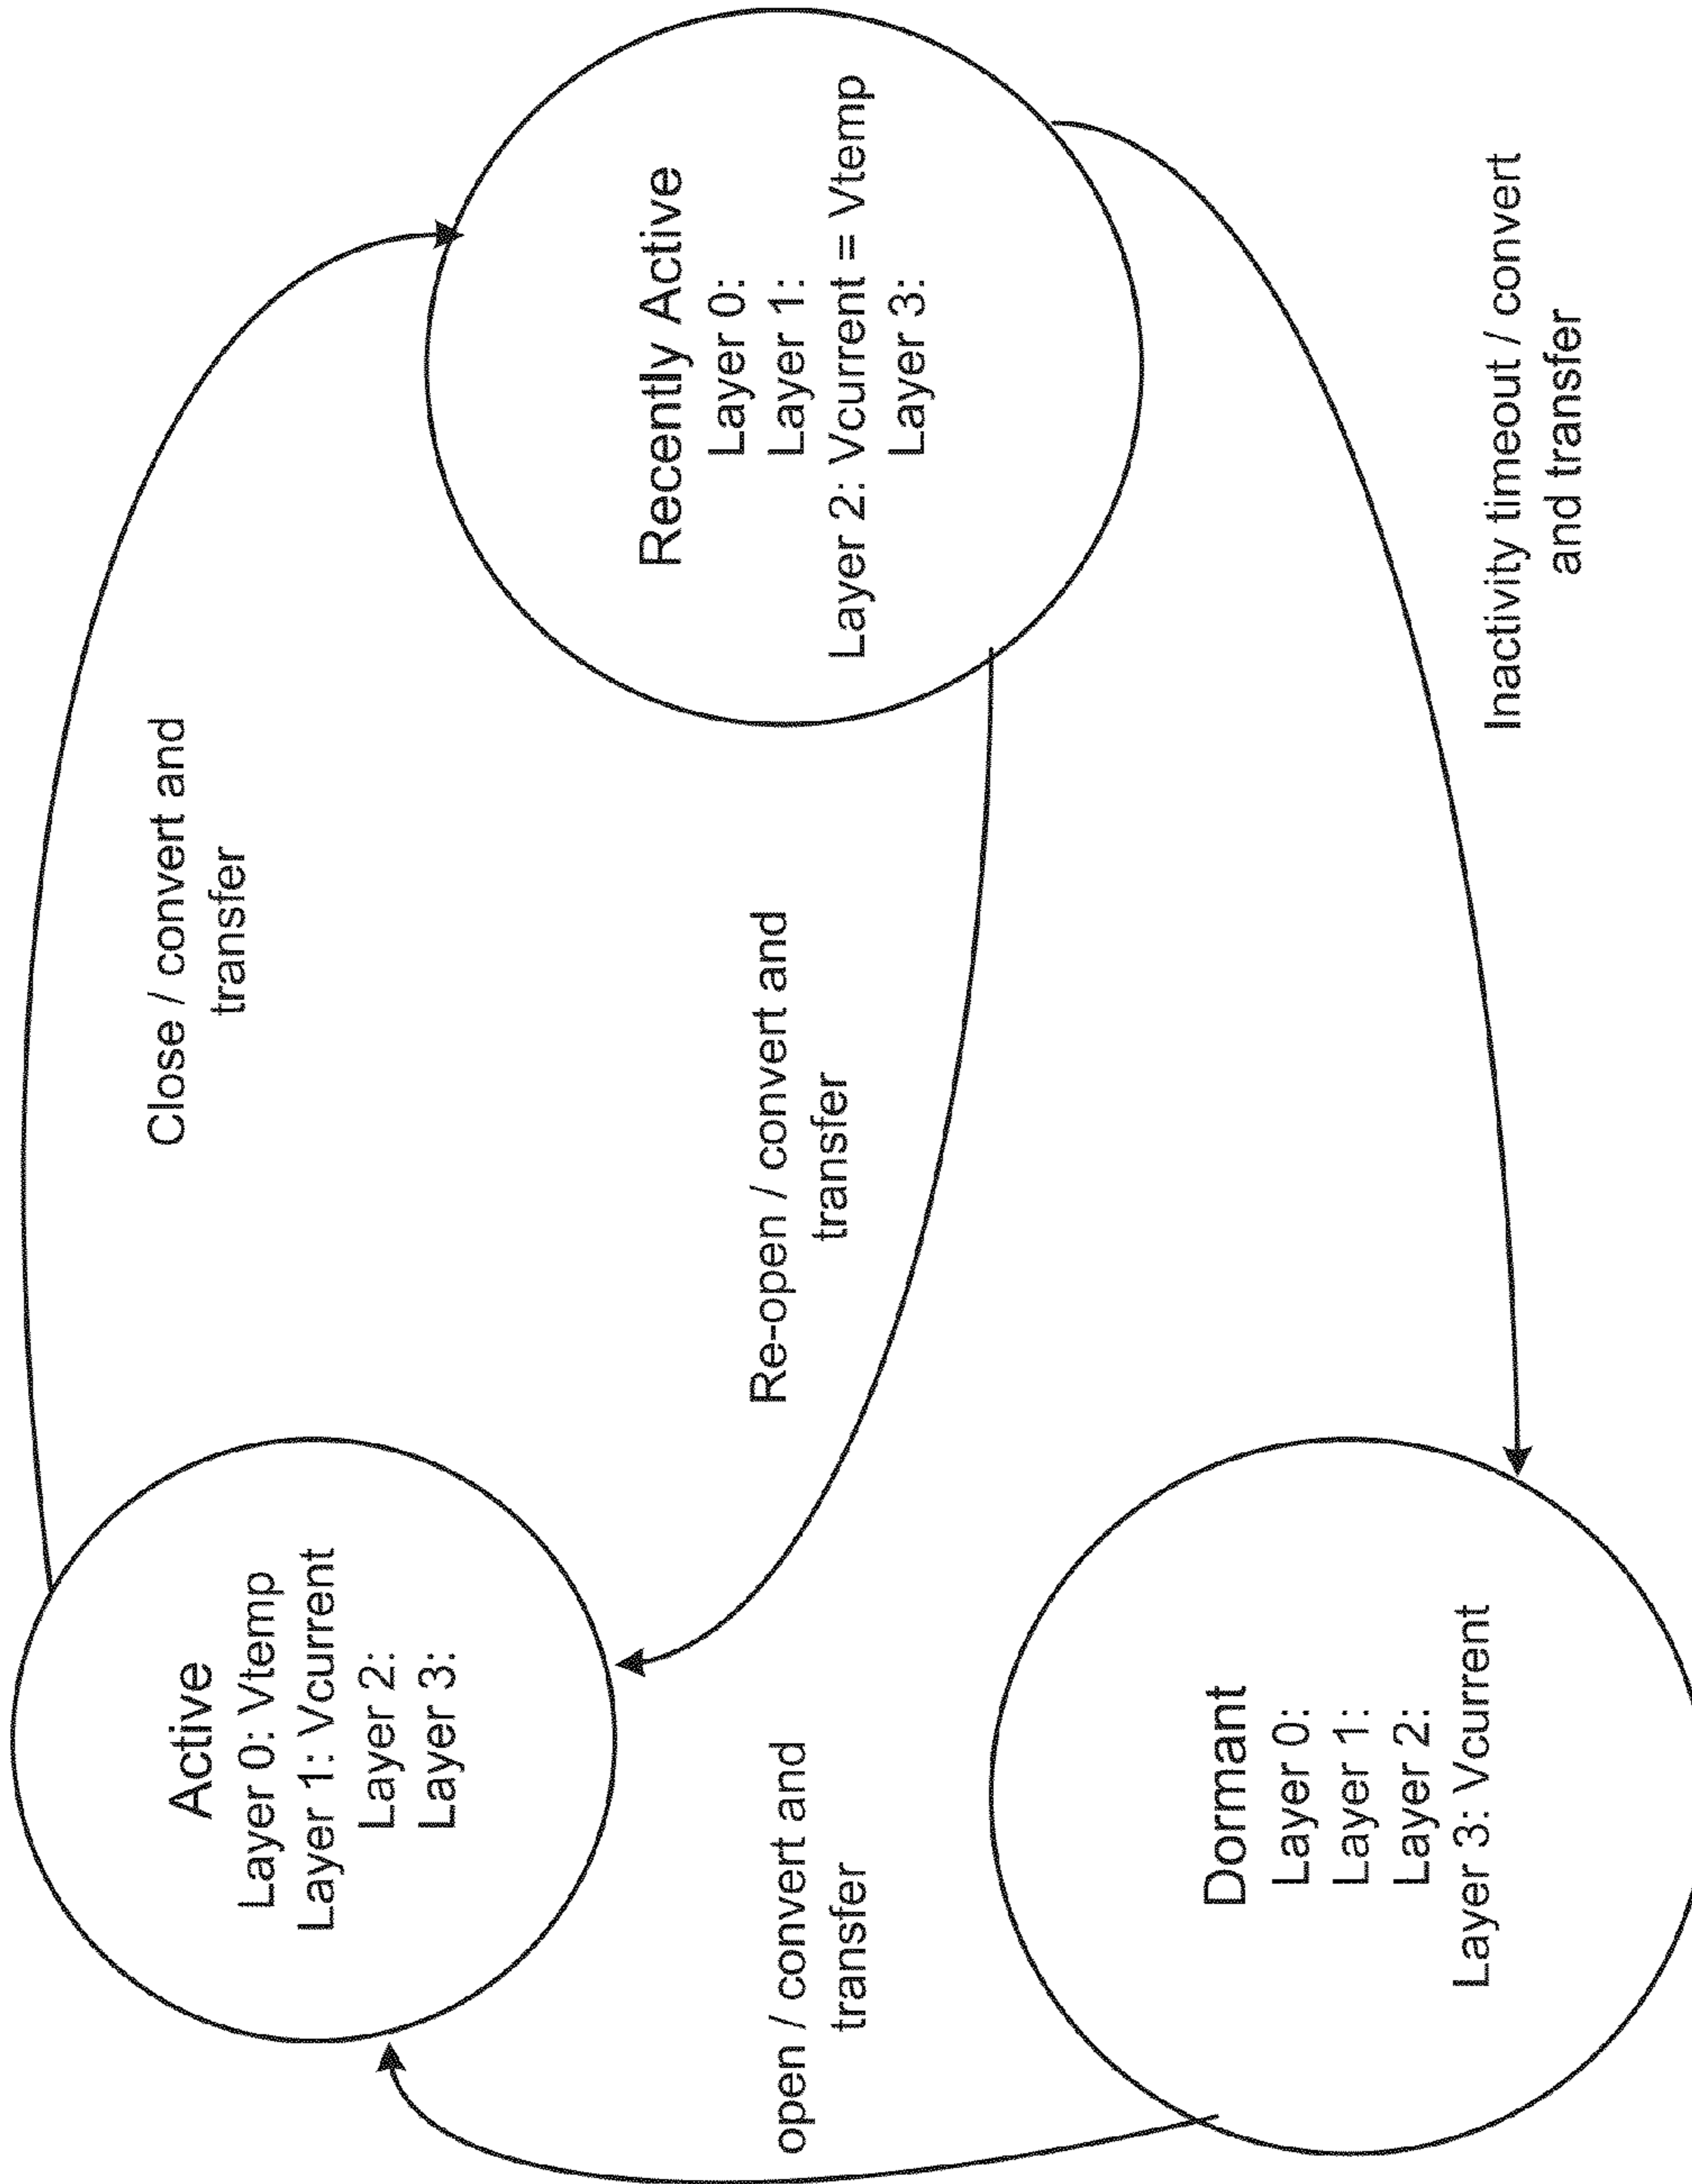 Active
Layer 0: Vtemp
Layer 1: Vcurrent
Layer 2:
Layer 3:
Close / convert and
transfer
Recently Active
Layer 0:
Layer 1:
Layer 2: Vcurrent = Vtemp
Layer 3:
Re-open / convert and
transfer
open / convert and
transfer
Dormant
Layer 0:
Layer 1:
Layer 2:
Layer 3: Vcurrent
Inactivity timeout / convert
and transfer